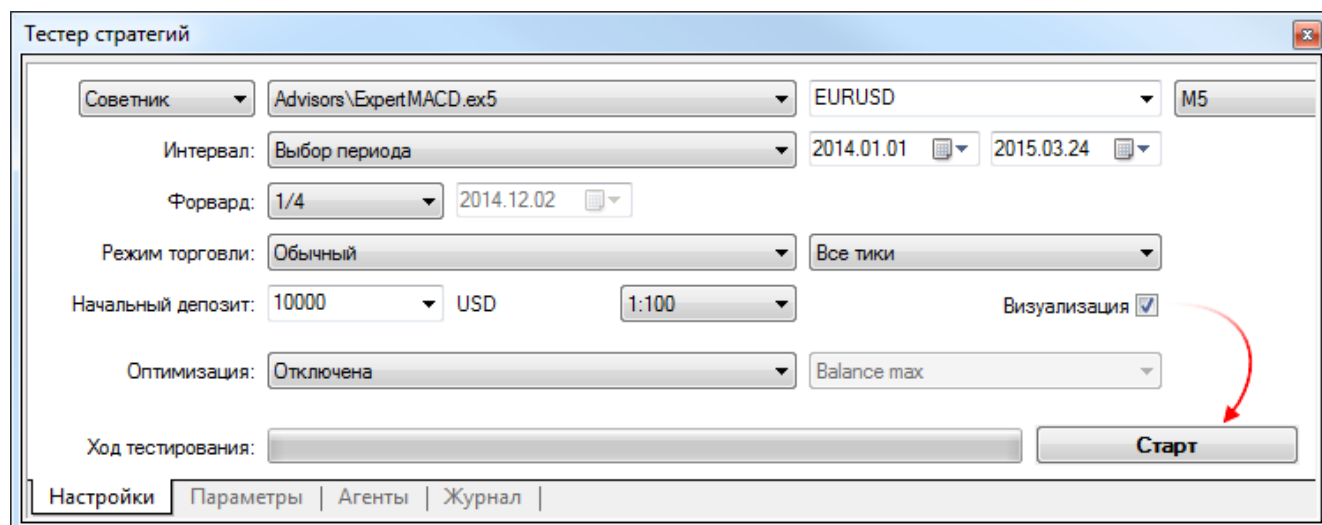 Тестер стратегий
Советник Advisors\ExpertMACD.ex5 EURUSD M5
Интервал: Выбор периода 2014.01.01 2015.03.24
Форвард: 1/4 2014.12.02
Режим торговли: Обычный Все тики
Начальный депозит: 10000 USD 1:100 Визуализация
Оптимизация: Отключена Balance max
Ход тестирования: Старт
Настройки Параметры | Агенты | Журнал |